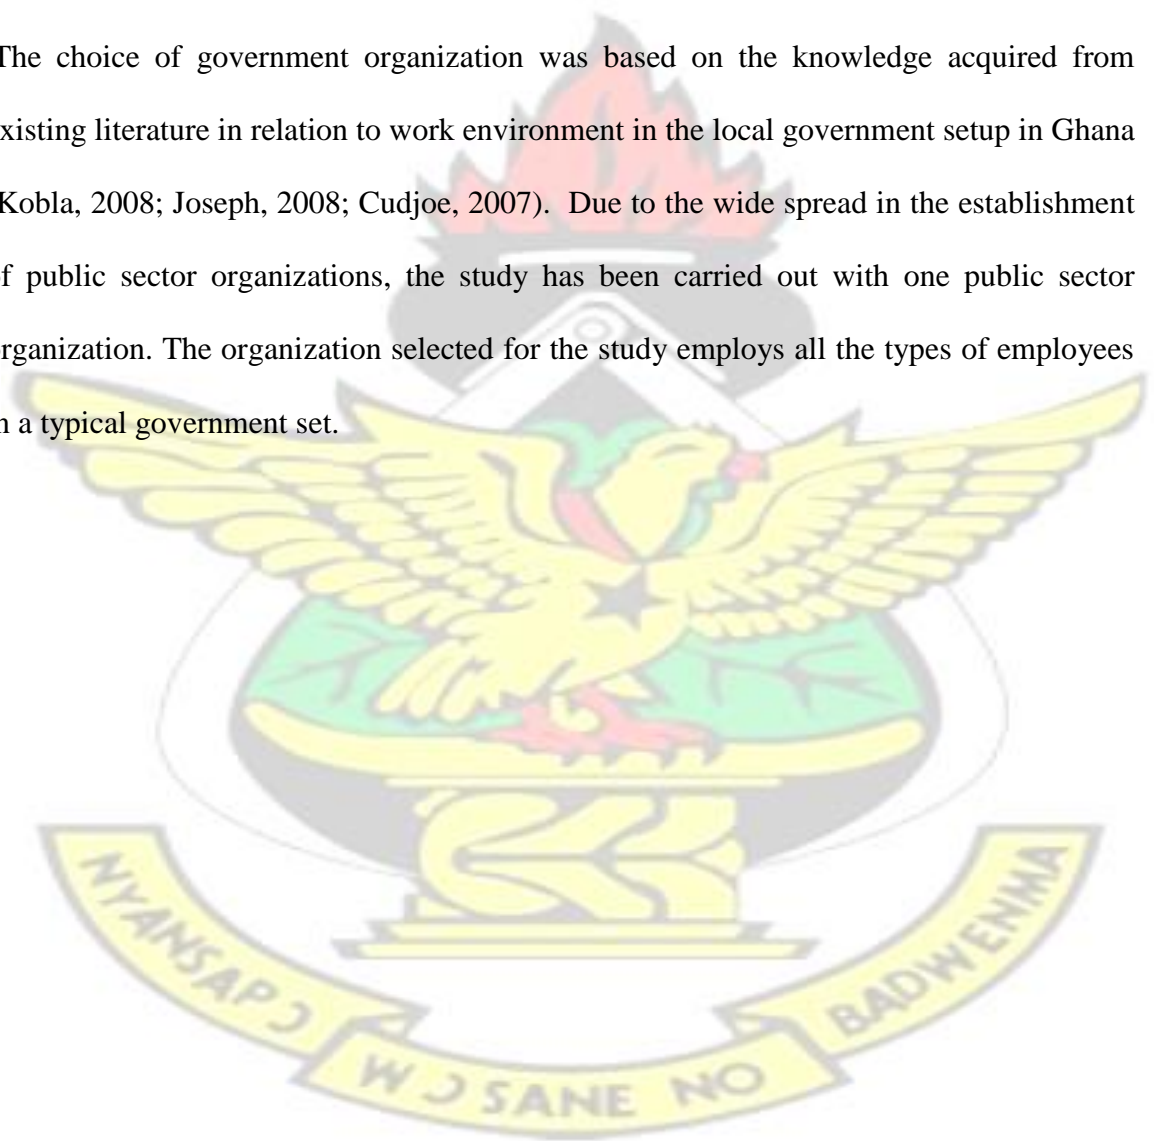 The choice of government organization was based on the knowledge acquired from
existing literature in relation to work environment in the local government setup in Ghana
Kobla, 2008; Joseph, 2008; Cudjoe, 2007).  Due to the wide spread in the establishment
of public sector organizations, the study has been carried out with one public sector
organization. The organization selected for the study employs all the types of employees
in a typical government set.
NYANSAPƆ
WƆSANE NO
BADWENMA